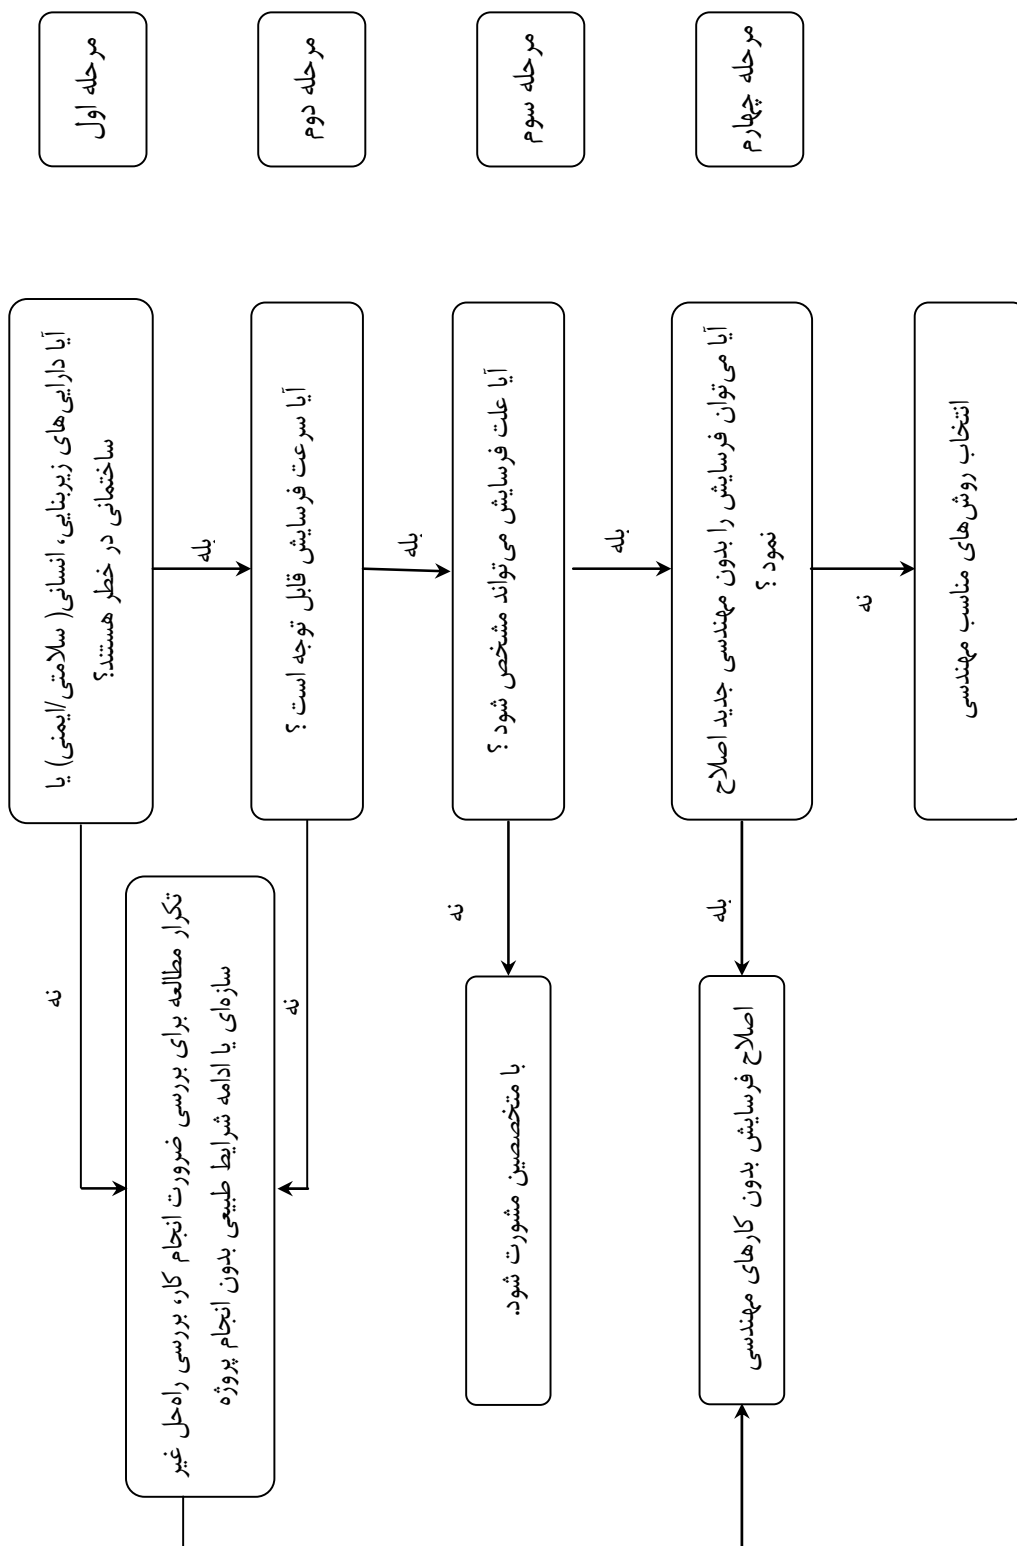 مرحله اول
مرحله دوم
مرحله سوم
مرحله چهارم
آیا دارایی‌های زیربنایی، انسانی( سلامتی/ایمنی) یا
ساختمانی در خطر هستند؟
بله
آیا سرعت فرسایش قابل توجه است ؟
بله
آیا علت فرسایش می‌تواند مشخص شود ؟
بله
آیا می‌توان فرسایش را بدون مهندسی جدید اصلاح
نمود ؟
نه
انتخاب روش‌های مناسب مهندسی
نه
نه
نه
بله
تکرار مطالعه برای بررسی ضرورت انجام کار، بررسی راه‌حل غیر
سازه‌ای یا ادامه شرایط طبیعی بدون انجام پروژه
با متخصصین مشورت شود.
اصلاح فرسایش بدون کارهای مهندسی